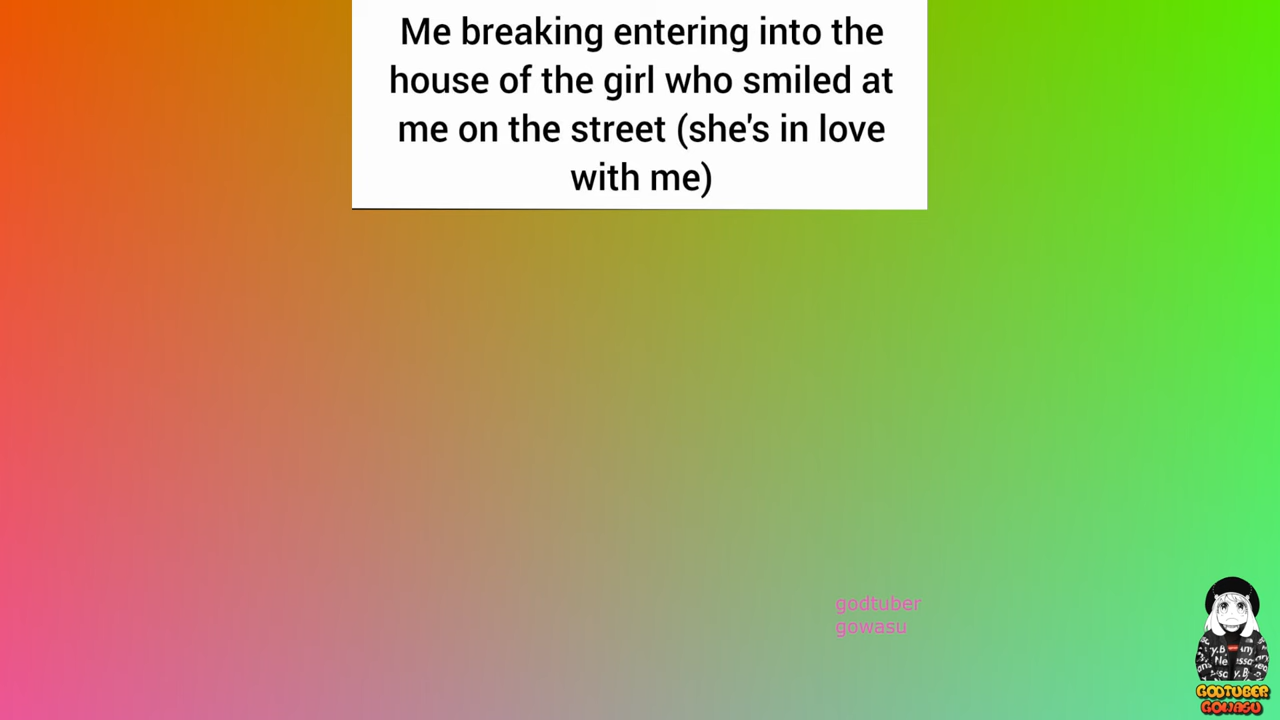 Me breaking entering into the
house of the girl who smiled at
me on the street (she's in love
with me)
godtuber
gowasu
GODTUBER
GOWASU